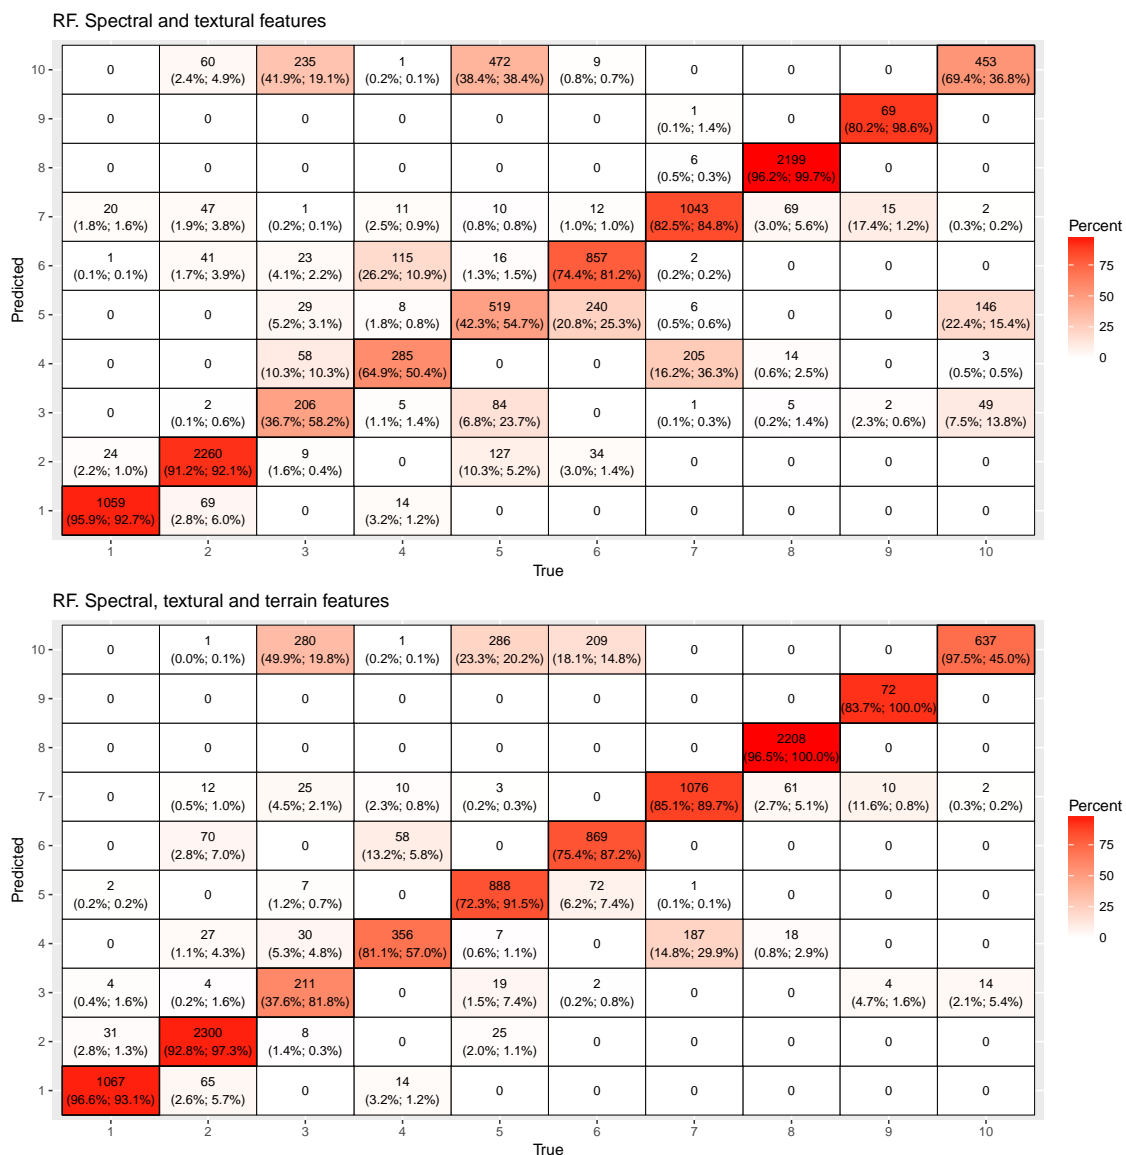 RF. Spectral and textural features
10 0 60 235 1 472 9 0 0 0 453
(2.4%; 4.9%) (41.9%; 19.1%) (0.2%; 0.1%) (38.4%; 38.4%) (0.8%; 0.7%) (69.4%; 36.8%)
9 0 0 0 0 0 0 1 0 69 0
(0.1%; 1.4%) (80.2%; 98.6%)
8 0 0 0 0 0 0 6 2199 0 0
(0.5%; 0.3%) (96.2%; 99.7%)
7 20 47 1 11 10 12 1043 69 15 2
(1.8%; 1.6%) (1.9%; 3.8%) (0.2%; 0.1%) (2.5%; 0.9%) (0.8%; 0.8%) (1.0%; 1.0%) (82.5%; 84.8%) (3.0%; 5.6%) (17.4%; 1.2%) (0.3%; 0.2%)
6 1 41 23 115 16 857 2 0 0 0
(0.1%; 0.1%) (1.7%; 3.9%) (4.1%; 2.2%) (26.2%; 10.9%) (1.3%; 1.5%) (74.4%; 81.2%) (0.2%; 0.2%)
5 0 0 29 8 519 240 6 0 0 146
(5.2%; 3.1%) (1.8%; 0.8%) (42.3%; 54.7%) (20.8%; 25.3%) (0.5%; 0.6%) (22.4%; 15.4%)
4 0 0 58 285 0 0 205 14 0 3
(10.3%; 10.3%) (64.9%; 50.4%) (16.2%; 36.3%) (0.6%; 2.5%) (0.5%; 0.5%)
3 0 2 206 5 84 0 1 5 2 49
(0.1%; 0.6%) (36.7%; 58.2%) (1.1%; 1.4%) (6.8%; 23.7%) (0.1%; 0.3%) (0.2%; 1.4%) (2.3%; 0.6%) (7.5%; 13.8%)
2 24 2260 9 0 127 34 0 0 0 0
(2.2%; 1.0%) (91.2%; 92.1%) (1.6%; 0.4%) (10.3%; 5.2%) (3.0%; 1.4%)
1 1059 69 0 14 0 0 0 0 0 0
(95.9%; 92.7%) (2.8%; 6.0%) (3.2%; 1.2%)
1 2 3 4 5 6 7 8 9 10
True
Predicted
Percent
75
50
25
0
RF. Spectral, textural and terrain features
10 0 1 280 1 286 209 0 0 0 637
(0.0%; 0.1%) (49.9%; 19.8%) (0.2%; 0.1%) (23.3%; 20.2%) (18.1%; 14.8%) (97.5%; 45.0%)
9 0 0 0 0 0 0 0 0 72 0
(83.7%; 100.0%)
8 0 0 0 0 0 0 0 2208 0 0
(96.5%; 100.0%)
7 0 12 25 10 3 0 1076 61 10 2
(0.5%; 1.0%) (4.5%; 2.1%) (2.3%; 0.8%) (0.2%; 0.3%) (85.1%; 89.7%) (2.7%; 5.1%) (11.6%; 0.8%) (0.3%; 0.2%)
6 0 70 0 58 0 869 0 0 0 0
(2.8%; 7.0%) (13.2%; 5.8%) (75.4%; 87.2%)
5 2 0 7 0 888 72 1 0 0 0
(0.2%; 0.2%) (1.2%; 0.7%) (72.3%; 91.5%) (6.2%; 7.4%) (0.1%; 0.1%)
4 0 27 30 356 7 0 187 18 0 0
(1.1%; 4.3%) (5.3%; 4.8%) (81.1%; 57.0%) (0.6%; 1.1%) (14.8%; 29.9%) (0.8%; 2.9%)
3 4 4 211 0 19 2 0 0 4 14
(0.4%; 1.6%) (0.2%; 1.6%) (37.6%; 81.8%) (1.5%; 7.4%) (0.2%; 0.8%) (4.7%; 1.6%) (2.1%; 5.4%)
2 31 2300 8 0 25 0 0 0 0 0
(2.8%; 1.3%) (92.8%; 97.3%) (1.4%; 0.3%) (2.0%; 1.1%)
1 1067 65 0 14 0 0 0 0 0 0
(96.6%; 93.1%) (2.6%; 5.7%) (3.2%; 1.2%)
1 2 3 4 5 6 7 8 9 10
True
Predicted
Percent
75
50
25
0